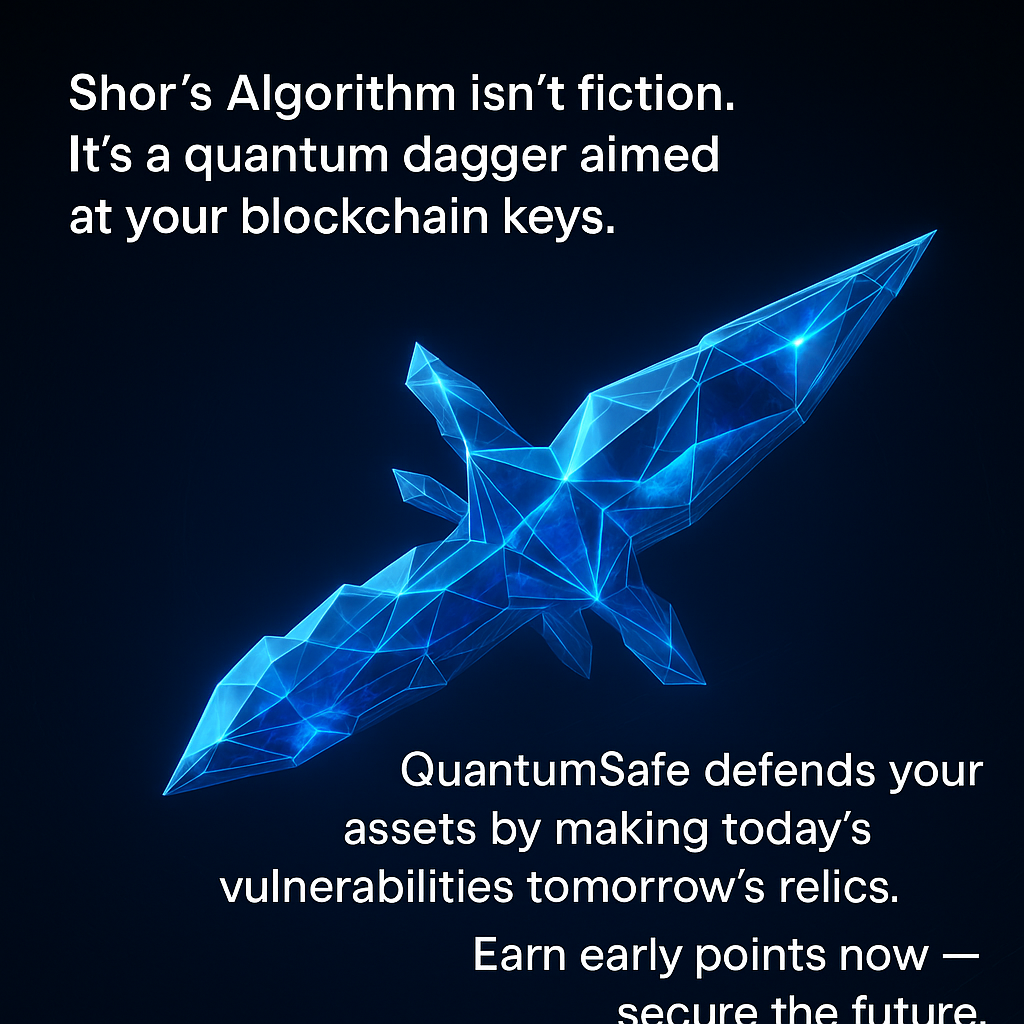 Shor’s Algorithm isn’t fiction.
It’s a quantum dagger aimed
at your blockchain keys.
QuantumSafe defends your
assets by making today’s
vulnerabilities tomorrow’s relics.
Earn early points now —
secure the future.